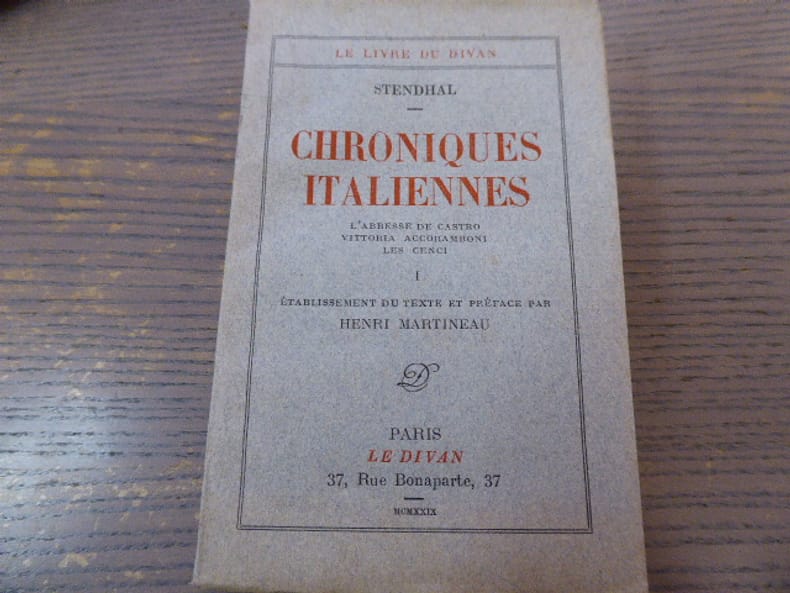 LE LIVRE DU DIVAN
STENDHAL
CHRONIQUES
ITALIENNES
L'ABBESSE DE CASTRO
VITTORIA ACCORAMBONI
LES CENCI
I
ÉTABLISSEMENT DU TEXTE ET PRÉFACE PAR
HENRI MARTINEAU
D
PARIS
LE DIVAN
37, Rue Bonaparte, 37
MCMXXIX